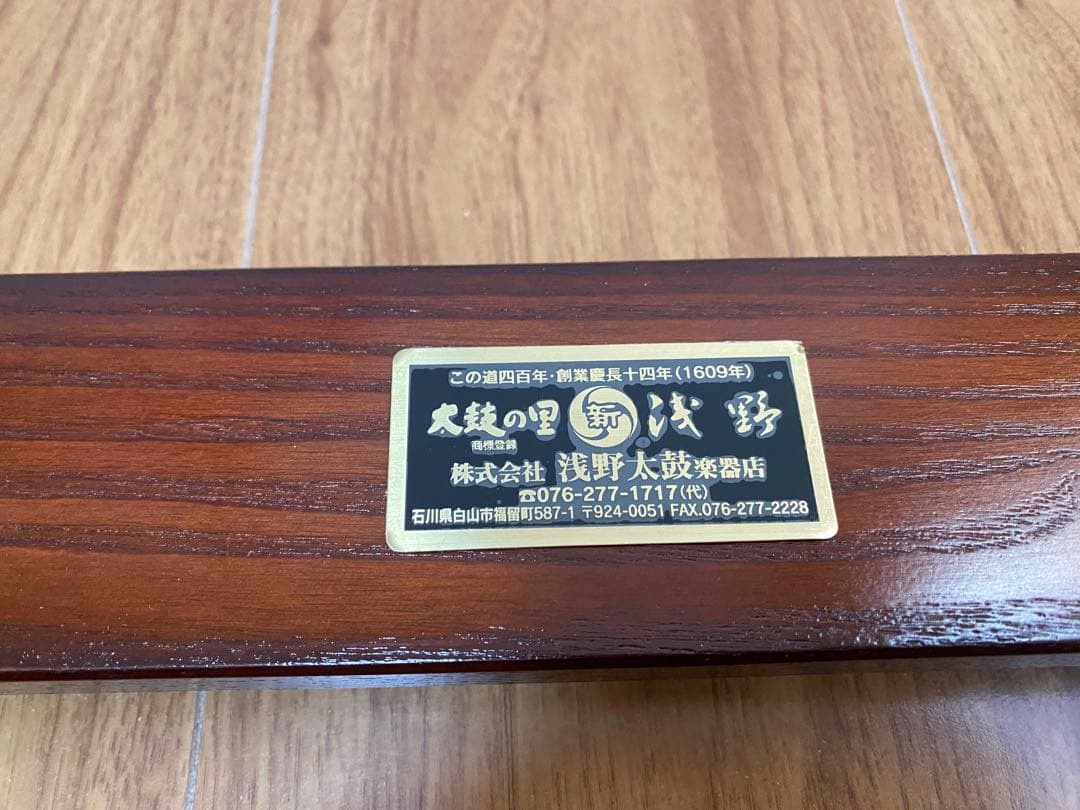 この道四百年・創業慶長十四年(1609年)
太鼓の里 新 浅野
商標登録
株式会社 浅野太鼓楽器店
☎076-277-1717(代)
石川県白山市福留町587-1 〒924-0051 FAX.076-277-2228